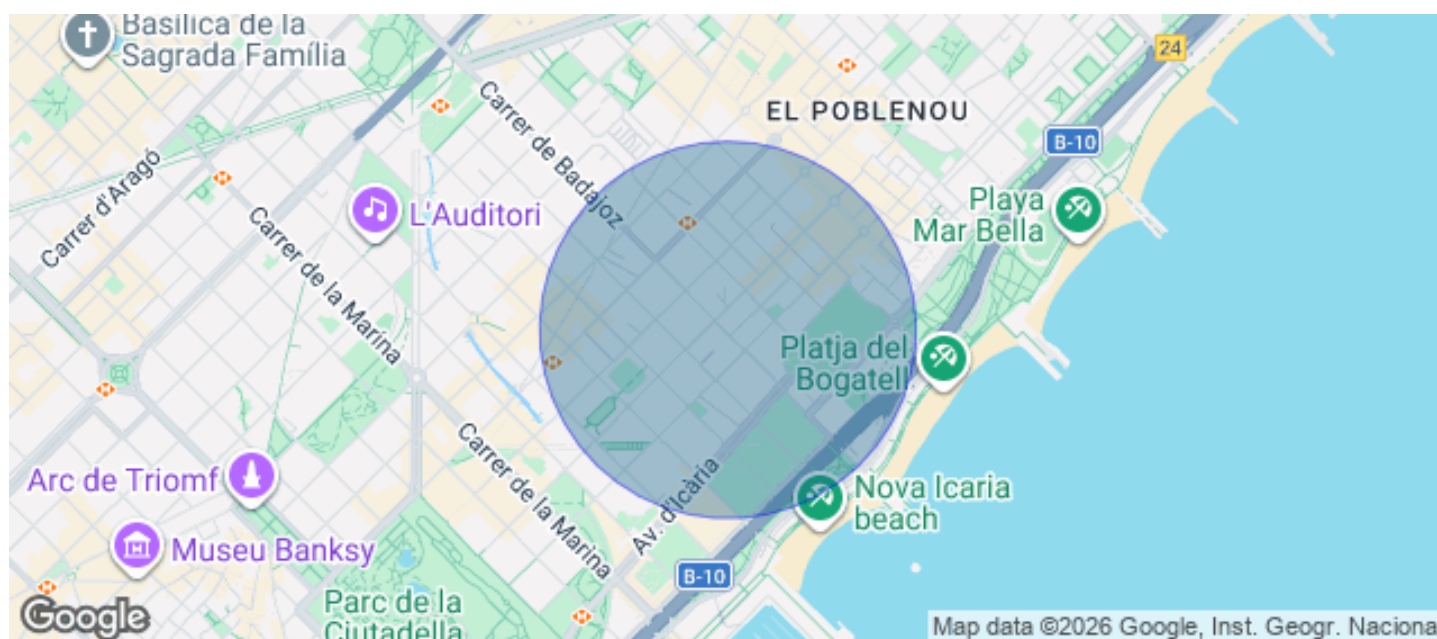 Basílica de la
Sagrada Família
24
EL POBLENOU
B-10
Carrer de Badajoz
Carrer d'Aragó
L'Auditori
Playa
Mar Bella
Carrer de la Marina
Platja del
Bogatell
Arc de Triomf
Carrer de la Marina
Av. d'Icària
Nova Icaria
beach
Museu Banksy
B-10
Parc de la
Ciutadella
Google
Map data ©2026 Google, Inst. Geogr. Naciona